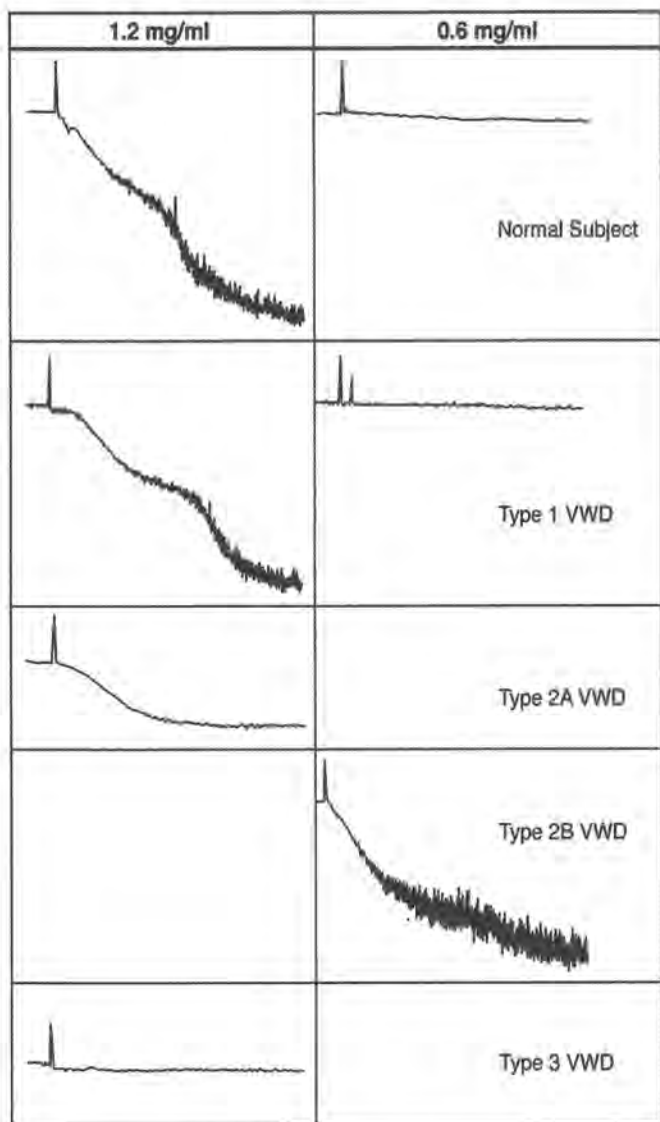 1.2 mg/ml
0.6 mg/ml
Normal Subject
Type 1 VWD
Type 2A VWD
Type 2B VWD
Type 3 VWD